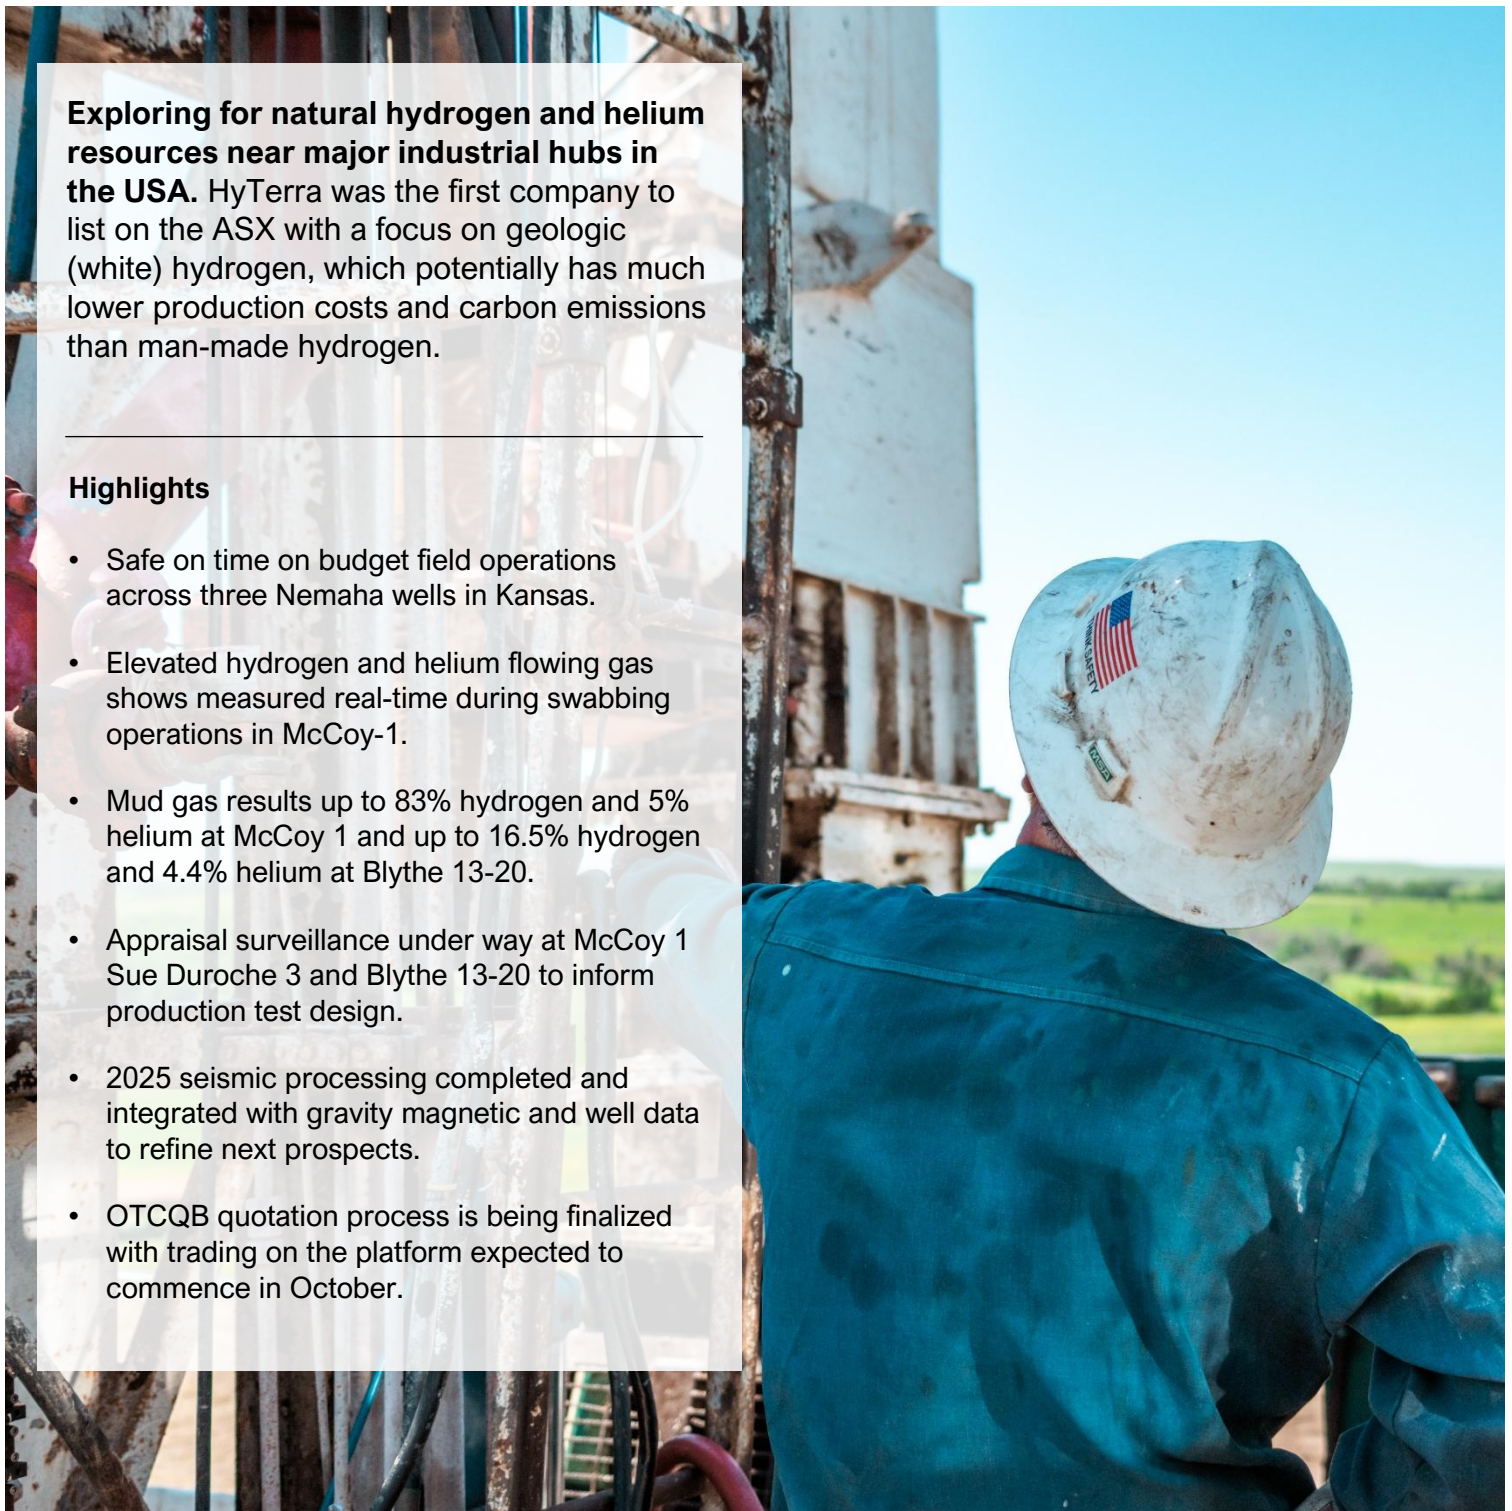 Exploring for natural hydrogen and helium
resources near major industrial hubs in
the USA. HyTerra was the first company to
list on the ASX with a focus on geologic
(white) hydrogen, which potentially has much
lower production costs and carbon emissions
than man-made hydrogen.
Highlights
• Safe on time on budget field operations
across three Nemaha wells in Kansas.
• Elevated hydrogen and helium flowing gas
shows measured real-time during swabbing
operations in McCoy-1.
• Mud gas results up to 83% hydrogen and 5%
helium at McCoy 1 and up to 16.5% hydrogen
and 4.4% helium at Blythe 13-20.
• Appraisal surveillance under way at McCoy 1
Sue Duroche 3 and Blythe 13-20 to inform
production test design.
• 2025 seismic processing completed and
integrated with gravity magnetic and well data
to refine next prospects.
• OTCQB quotation process is being finalized
with trading on the platform expected to
commence in October.
THINK SAFETY
MSA